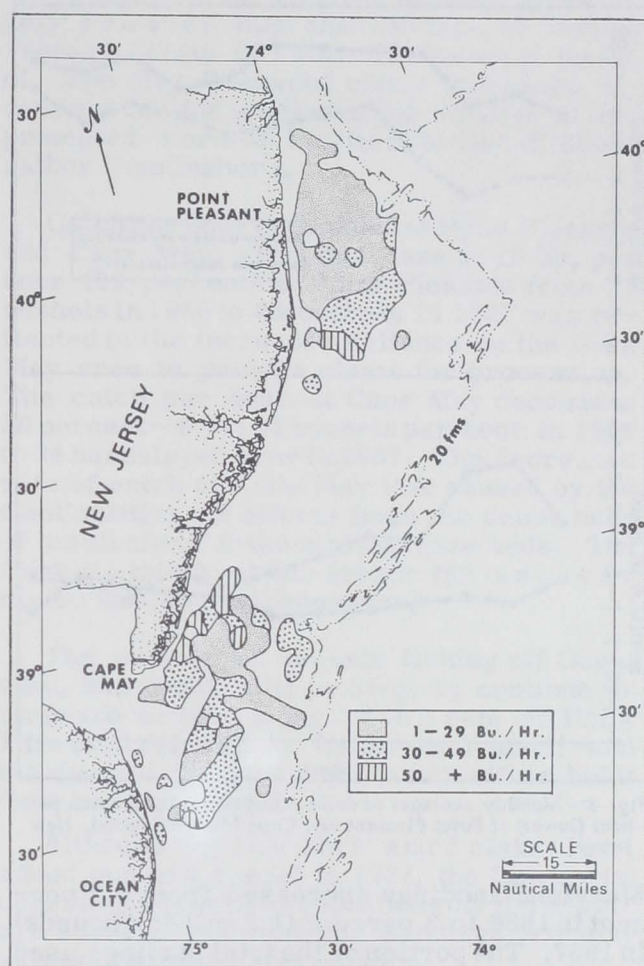 30' 74° 30'
30'
N
40°
POINT
PLEASANT
40°
30'
NEW JERSEY
20 fms
30'
39°
39°
CAPE
MAY
1–29 Bu./Hr.
30–49 Bu./Hr.
50 + Bu./Hr.
30'
SCALE
15
Nautical Miles
OCEAN
CITY
75° 30' 74°